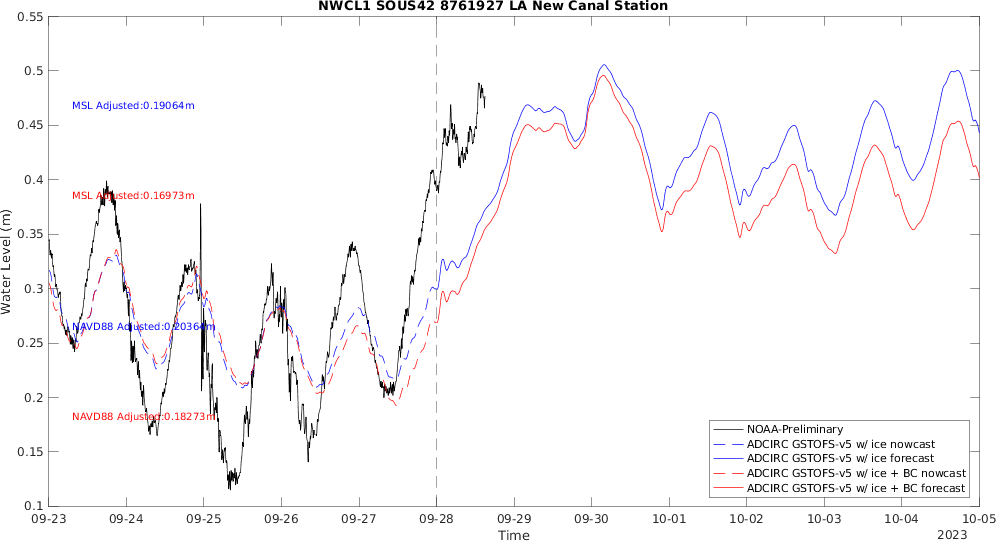 NWCL1 SOUS42 8761927 LA New Canal Station
0.55
0.5
0.45
0.4
0.35
0.3
0.25
0.2
0.15
0.1
Water Level (m)
MSL Adjusted:0.19064m
MSL Adjusted:0.16973m
NAVD88 Adjusted:0.20364m
NAVD88 Adjusted:0.18273m
NOAA-Preliminary
ADCIRC GSTOFS-v5 w/ ice nowcast
ADCIRC GSTOFS-v5 w/ ice forecast
ADCIRC GSTOFS-v5 w/ ice + BC nowcast
ADCIRC GSTOFS-v5 w/ ice + BC forecast
09-23 09-24 09-25 09-26 09-27 09-28 09-29 09-30 10-01 10-02 10-03 10-04 10-05
Time
2023